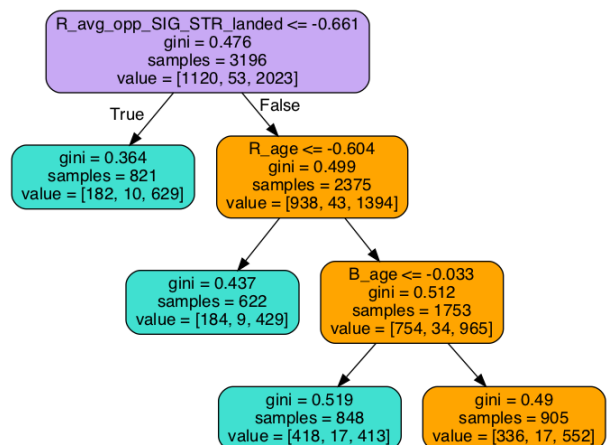 R_avg_opp_SIG_STR_landed <= -0.661
gini = 0.476
samples = 3196
value = [1120, 53, 2023]
True
False
gini = 0.364
samples = 821
value = [182, 10, 629]
R_age <= -0.604
gini = 0.499
samples = 2375
value = [938, 43, 1394]
gini = 0.437
samples = 622
value = [184, 9, 429]
B_age <= -0.033
gini = 0.512
samples = 1753
value = [754, 34, 965]
gini = 0.519
samples = 848
value = [418, 17, 413]
gini = 0.49
samples = 905
value = [336, 17, 552]